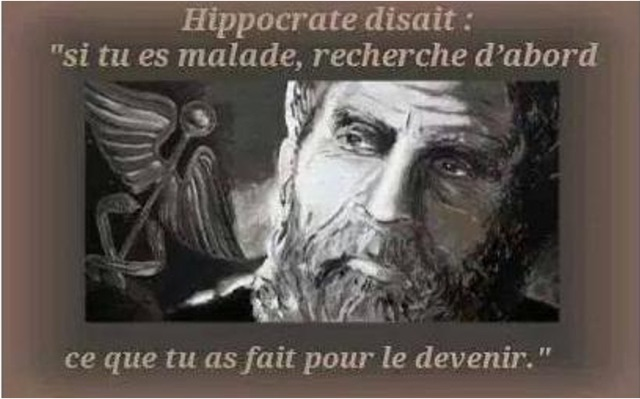 Hippocrate disait :
"si tu es malade, recherche d’abord
ce que tu as fait pour le devenir."